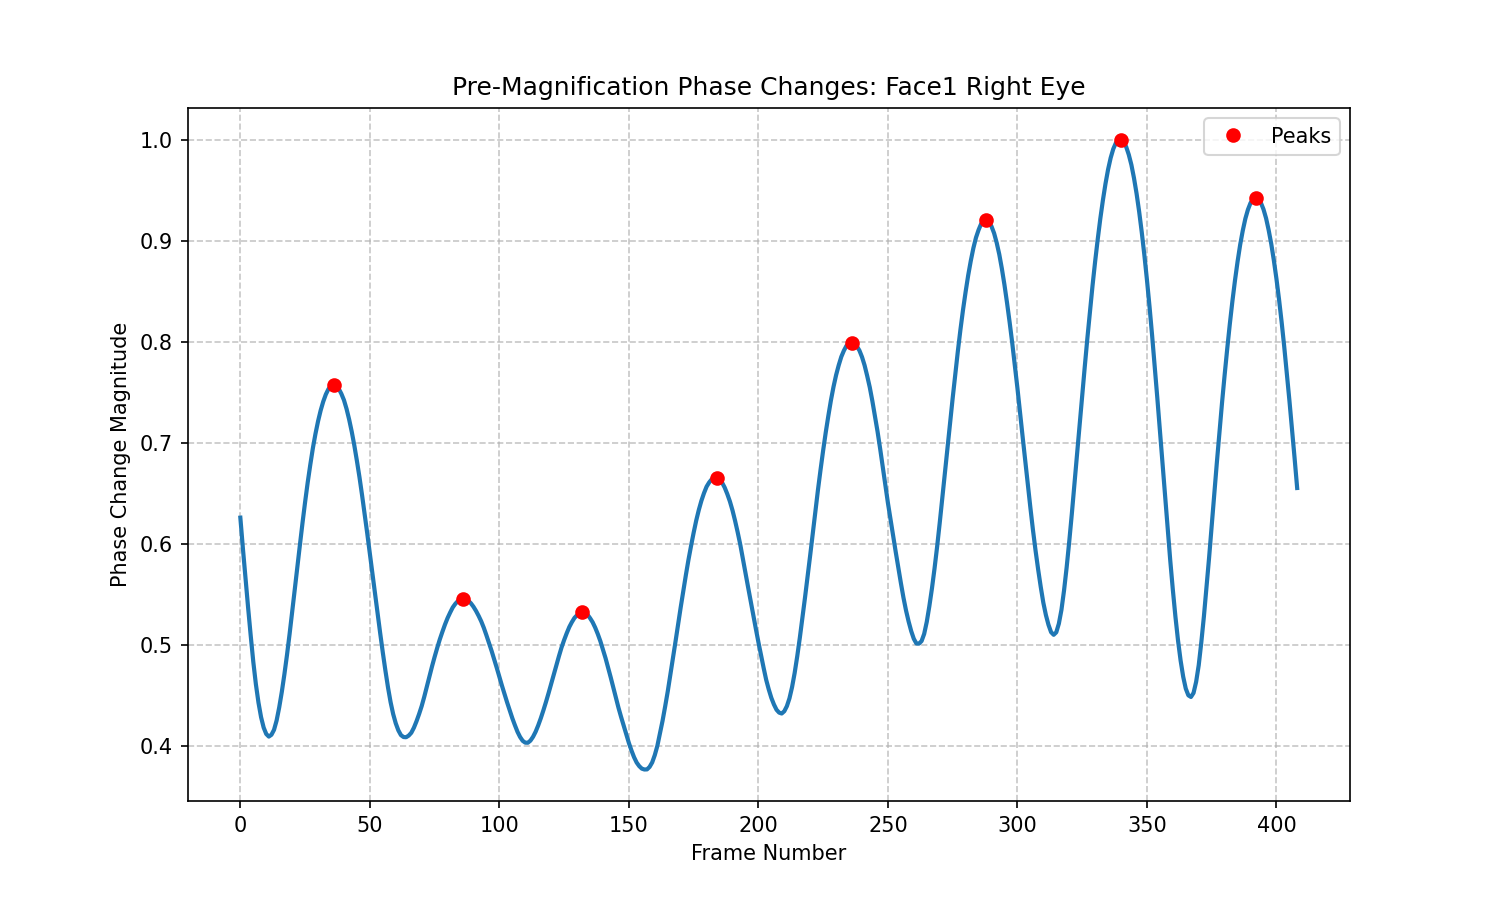 Pre-Magnification Phase Changes: Face1 Right Eye
Peaks
Phase Change Magnitude
1.0
0.9
0.8
0.7
0.6
0.5
0.4
0 50 100 150 200 250 300 350 400
Frame Number